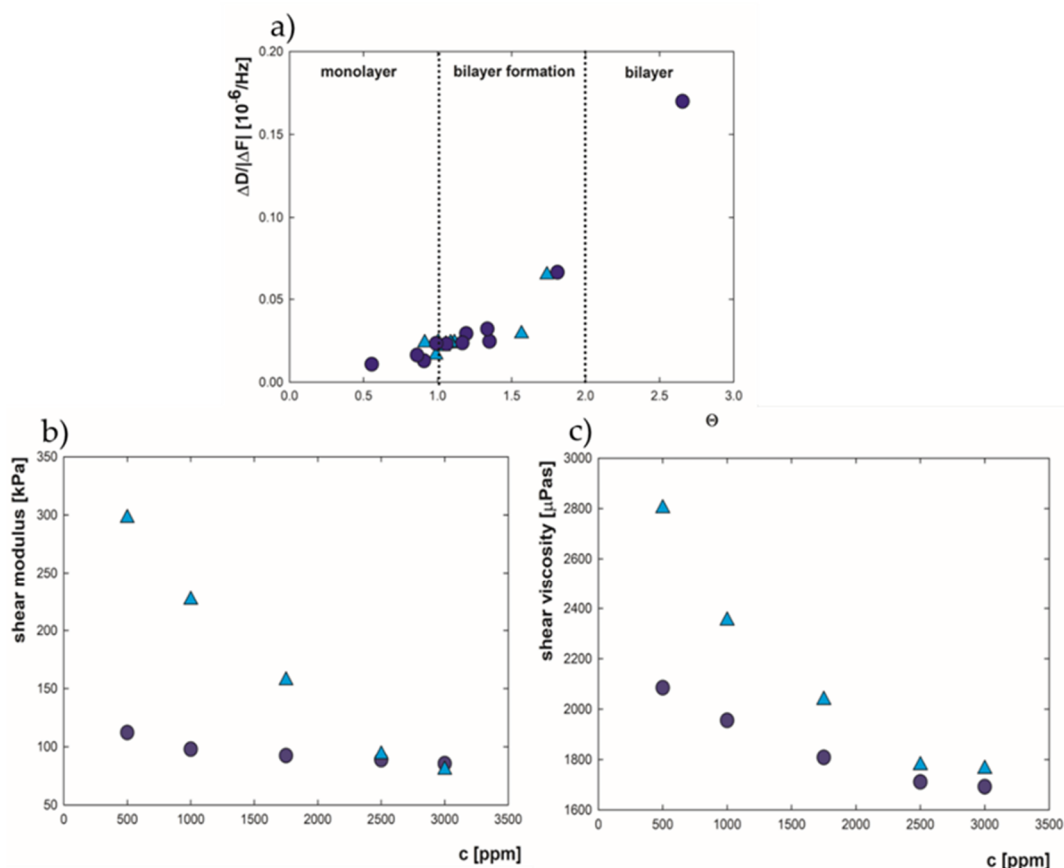 a)
ΔD/|ΔF| [10⁻⁶/Hz]
0.20
0.15
0.10
0.05
0.00
monolayer
bilayer formation
bilayer
0.0 0.5 1.0 1.5 2.0 2.5 3.0
Θ
b)
shear modulus [kPa]
350
300
250
200
150
100
50
0 500 1000 1500 2000 2500 3000 3500
c [ppm]
c)
shear viscosity [µPas]
3000
2800
2600
2400
2200
2000
1800
1600
0 500 1000 1500 2000 2500 3000 3500
c [ppm]